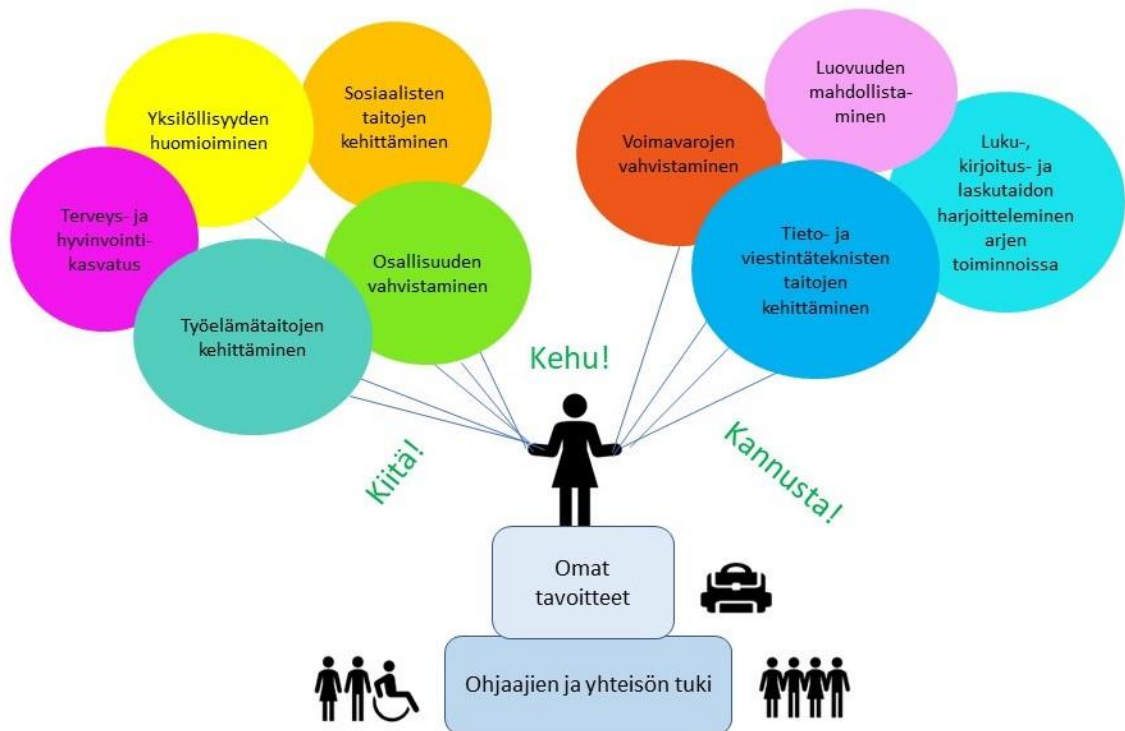 Yksilöllisyyden
huomioiminen
Sosiaalisten
taitojen
kehittäminen
Terveys- ja
hyvinvointi-
kasvatus
Työelämätaitojen
kehittäminen
Osallisuuden
vahvistaminen
Voimavarojen
vahvistaminen
Luovuuden
mahdollista-
minen
Luku-,
kirjoitus- ja
laskutaidon
harjoitteleminen
arjen
toiminnoissa
Tieto- ja
viestintäteknisten
taitojen
kehittäminen
Kiitä!
Kehu!
Kannusta!
Omat
tavoitteet
Ohjaajien ja yhteisön tuki